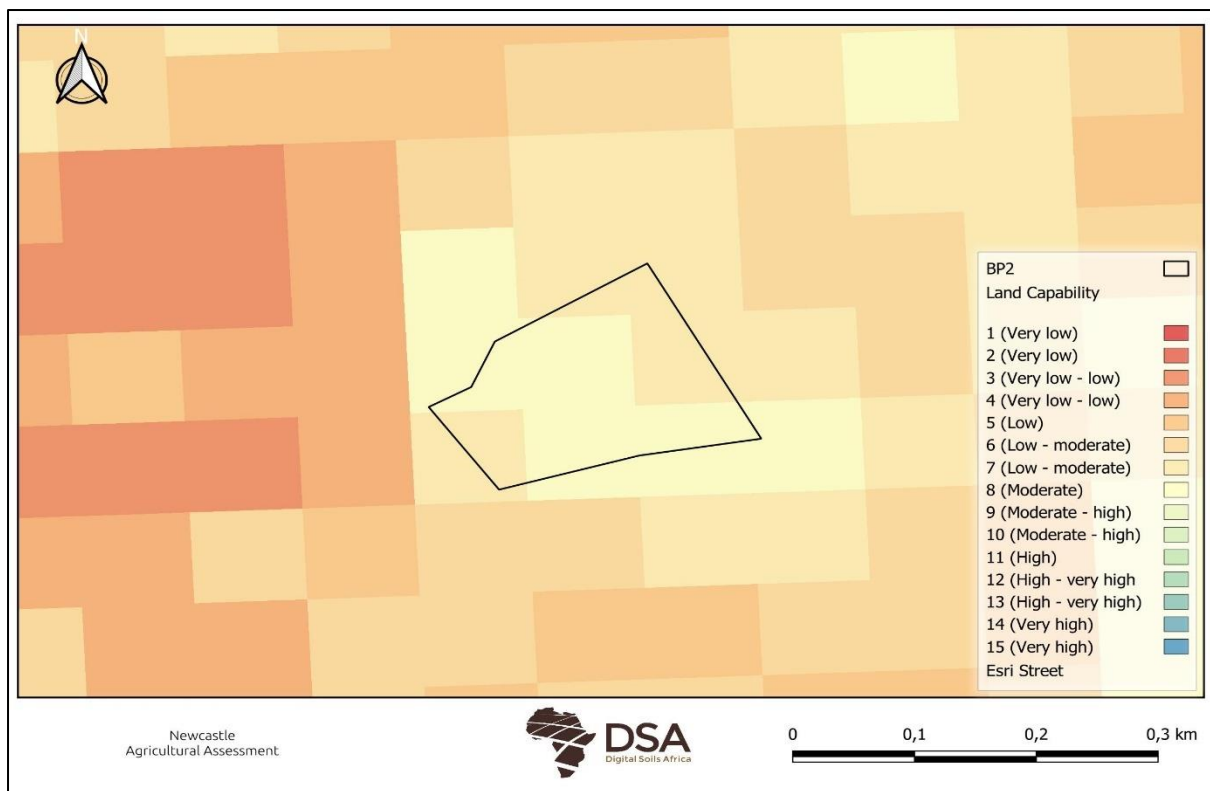 N
BP2
Land Capability
1 (Very low)
2 (Very low)
3 (Very low - low)
4 (Very low - low)
5 (Low)
6 (Low - moderate)
7 (Low - moderate)
8 (Moderate)
9 (Moderate - high)
10 (Moderate - high)
11 (High)
12 (High - very high
13 (High - very high)
14 (Very high)
15 (Very high)
Esri Street
Newcastle
Agricultural Assessment
DSA
Digital Soils Africa
0 0,1 0,2 0,3 km